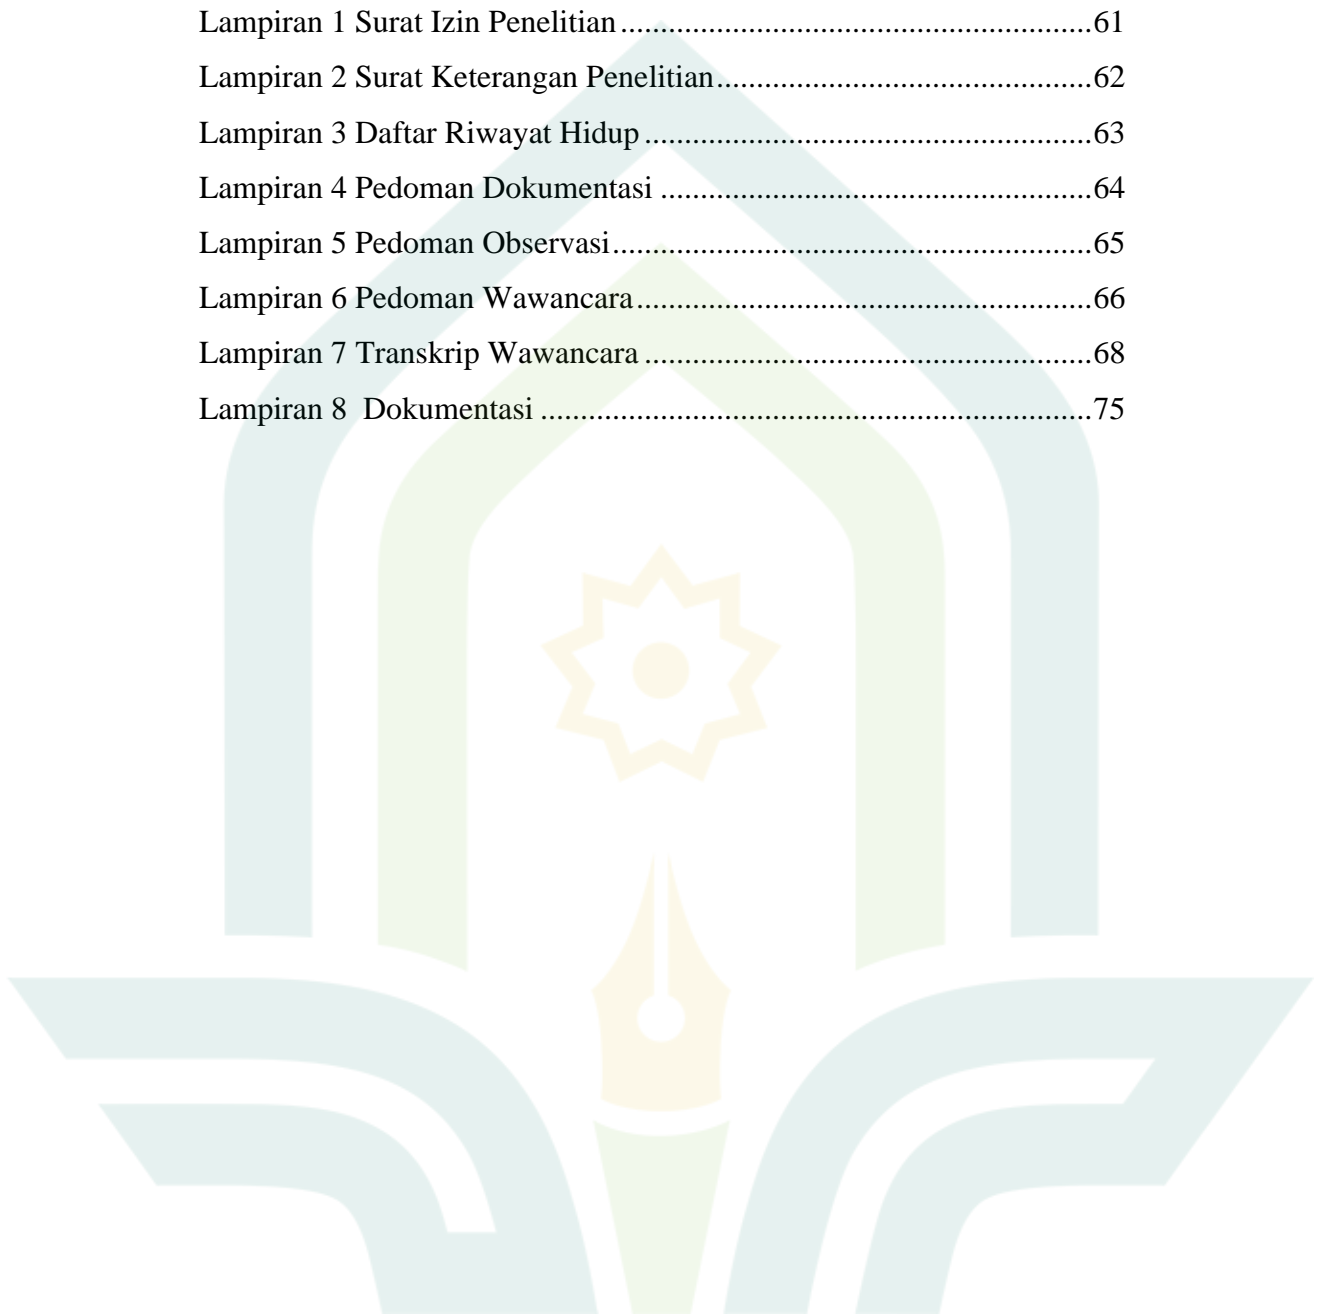 Lampiran 1 Surat Izin Penelitian ..........................................................61
Lampiran 2 Surat Keterangan Penelitian..............................................62
Lampiran 3 Daftar Riwayat Hidup .......................................................63
Lampiran 4 Pedoman Dokumentasi .....................................................64
Lampiran 5 Pedoman Observasi...........................................................65
Lampiran 6 Pedoman Wawancara........................................................66
Lampiran 7 Transkrip Wawancara .......................................................68
Lampiran 8  Dokumentasi ....................................................................75